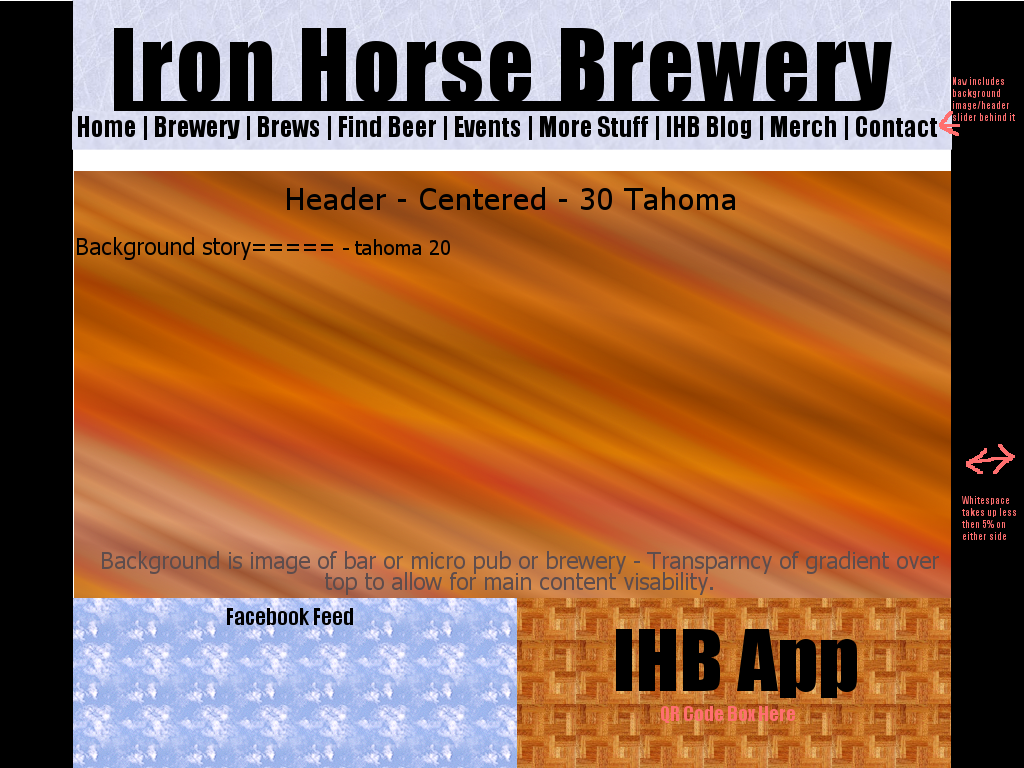 Iron Horse Brewery
Home | Brewery | Brews | Find Beer | Events | More Stuff | IHB Blog | Merch | Contact
Nav includes
background
image/header
slider behind it
Header - Centered - 30 Tahoma
Background story===== - tahoma 20
Whitespace
takes up less
then 5% on
either side
Background is image of bar or micro pub or brewery - Transparncy of gradient over
top to allow for main content visability.
Facebook Feed
IHB App
QR Code Box Here